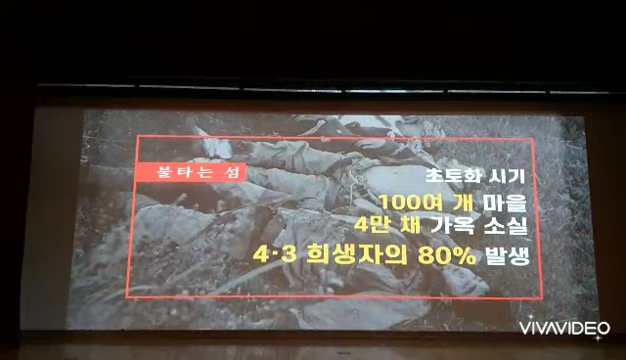 불타는 섬
초토화 시기
100여 개 마을
4만 채 가옥 소실
4·3 희생자의 80% 발생
VIVAVIDEO